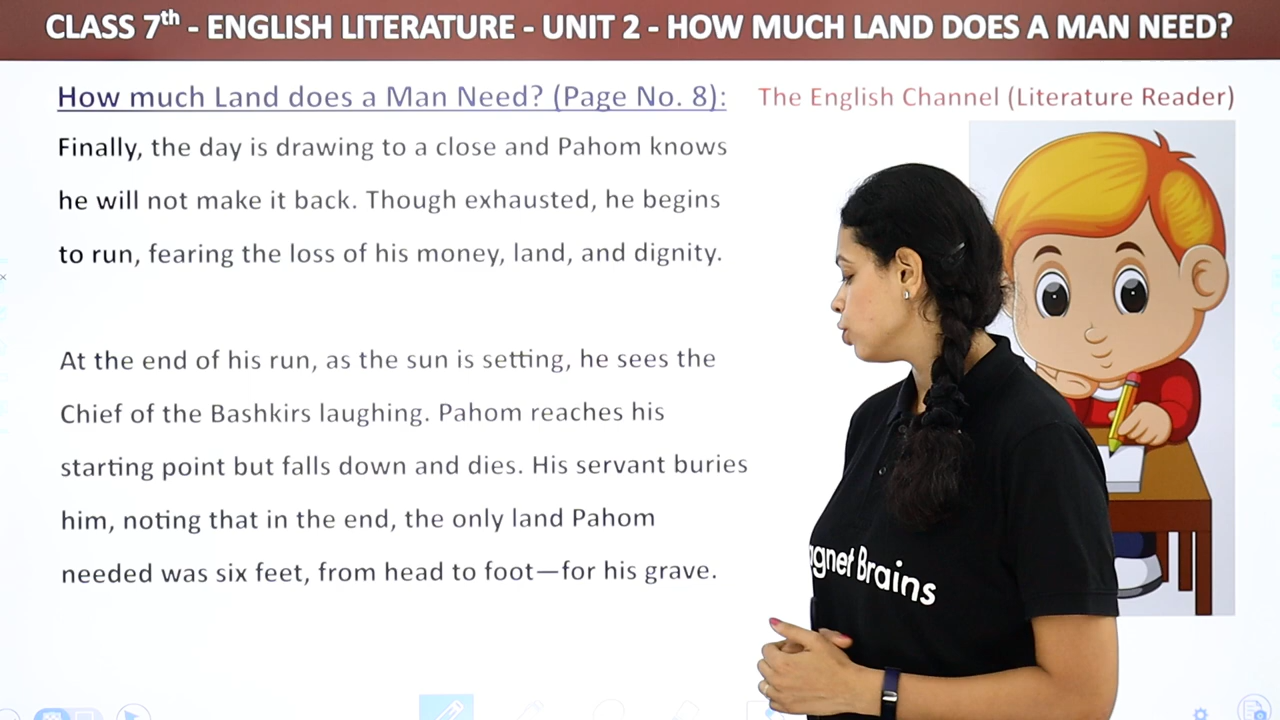 CLASS 7th - ENGLISH LITERATURE - UNIT 2 - HOW MUCH LAND DOES A MAN NEED?
How much Land does a Man Need? (Page No. 8):
The English Channel (Literature Reader)
Finally, the day is drawing to a close and Pahom knows
he will not make it back. Though exhausted, he begins
to run, fearing the loss of his money, land, and dignity.
At the end of his run, as the sun is setting, he sees the
Chief of the Bashkirs laughing. Pahom reaches his
starting point but falls down and dies. His servant buries
him, noting that in the end, the only land Pahom
needed was six feet, from head to foot—for his grave.
agnet Brains